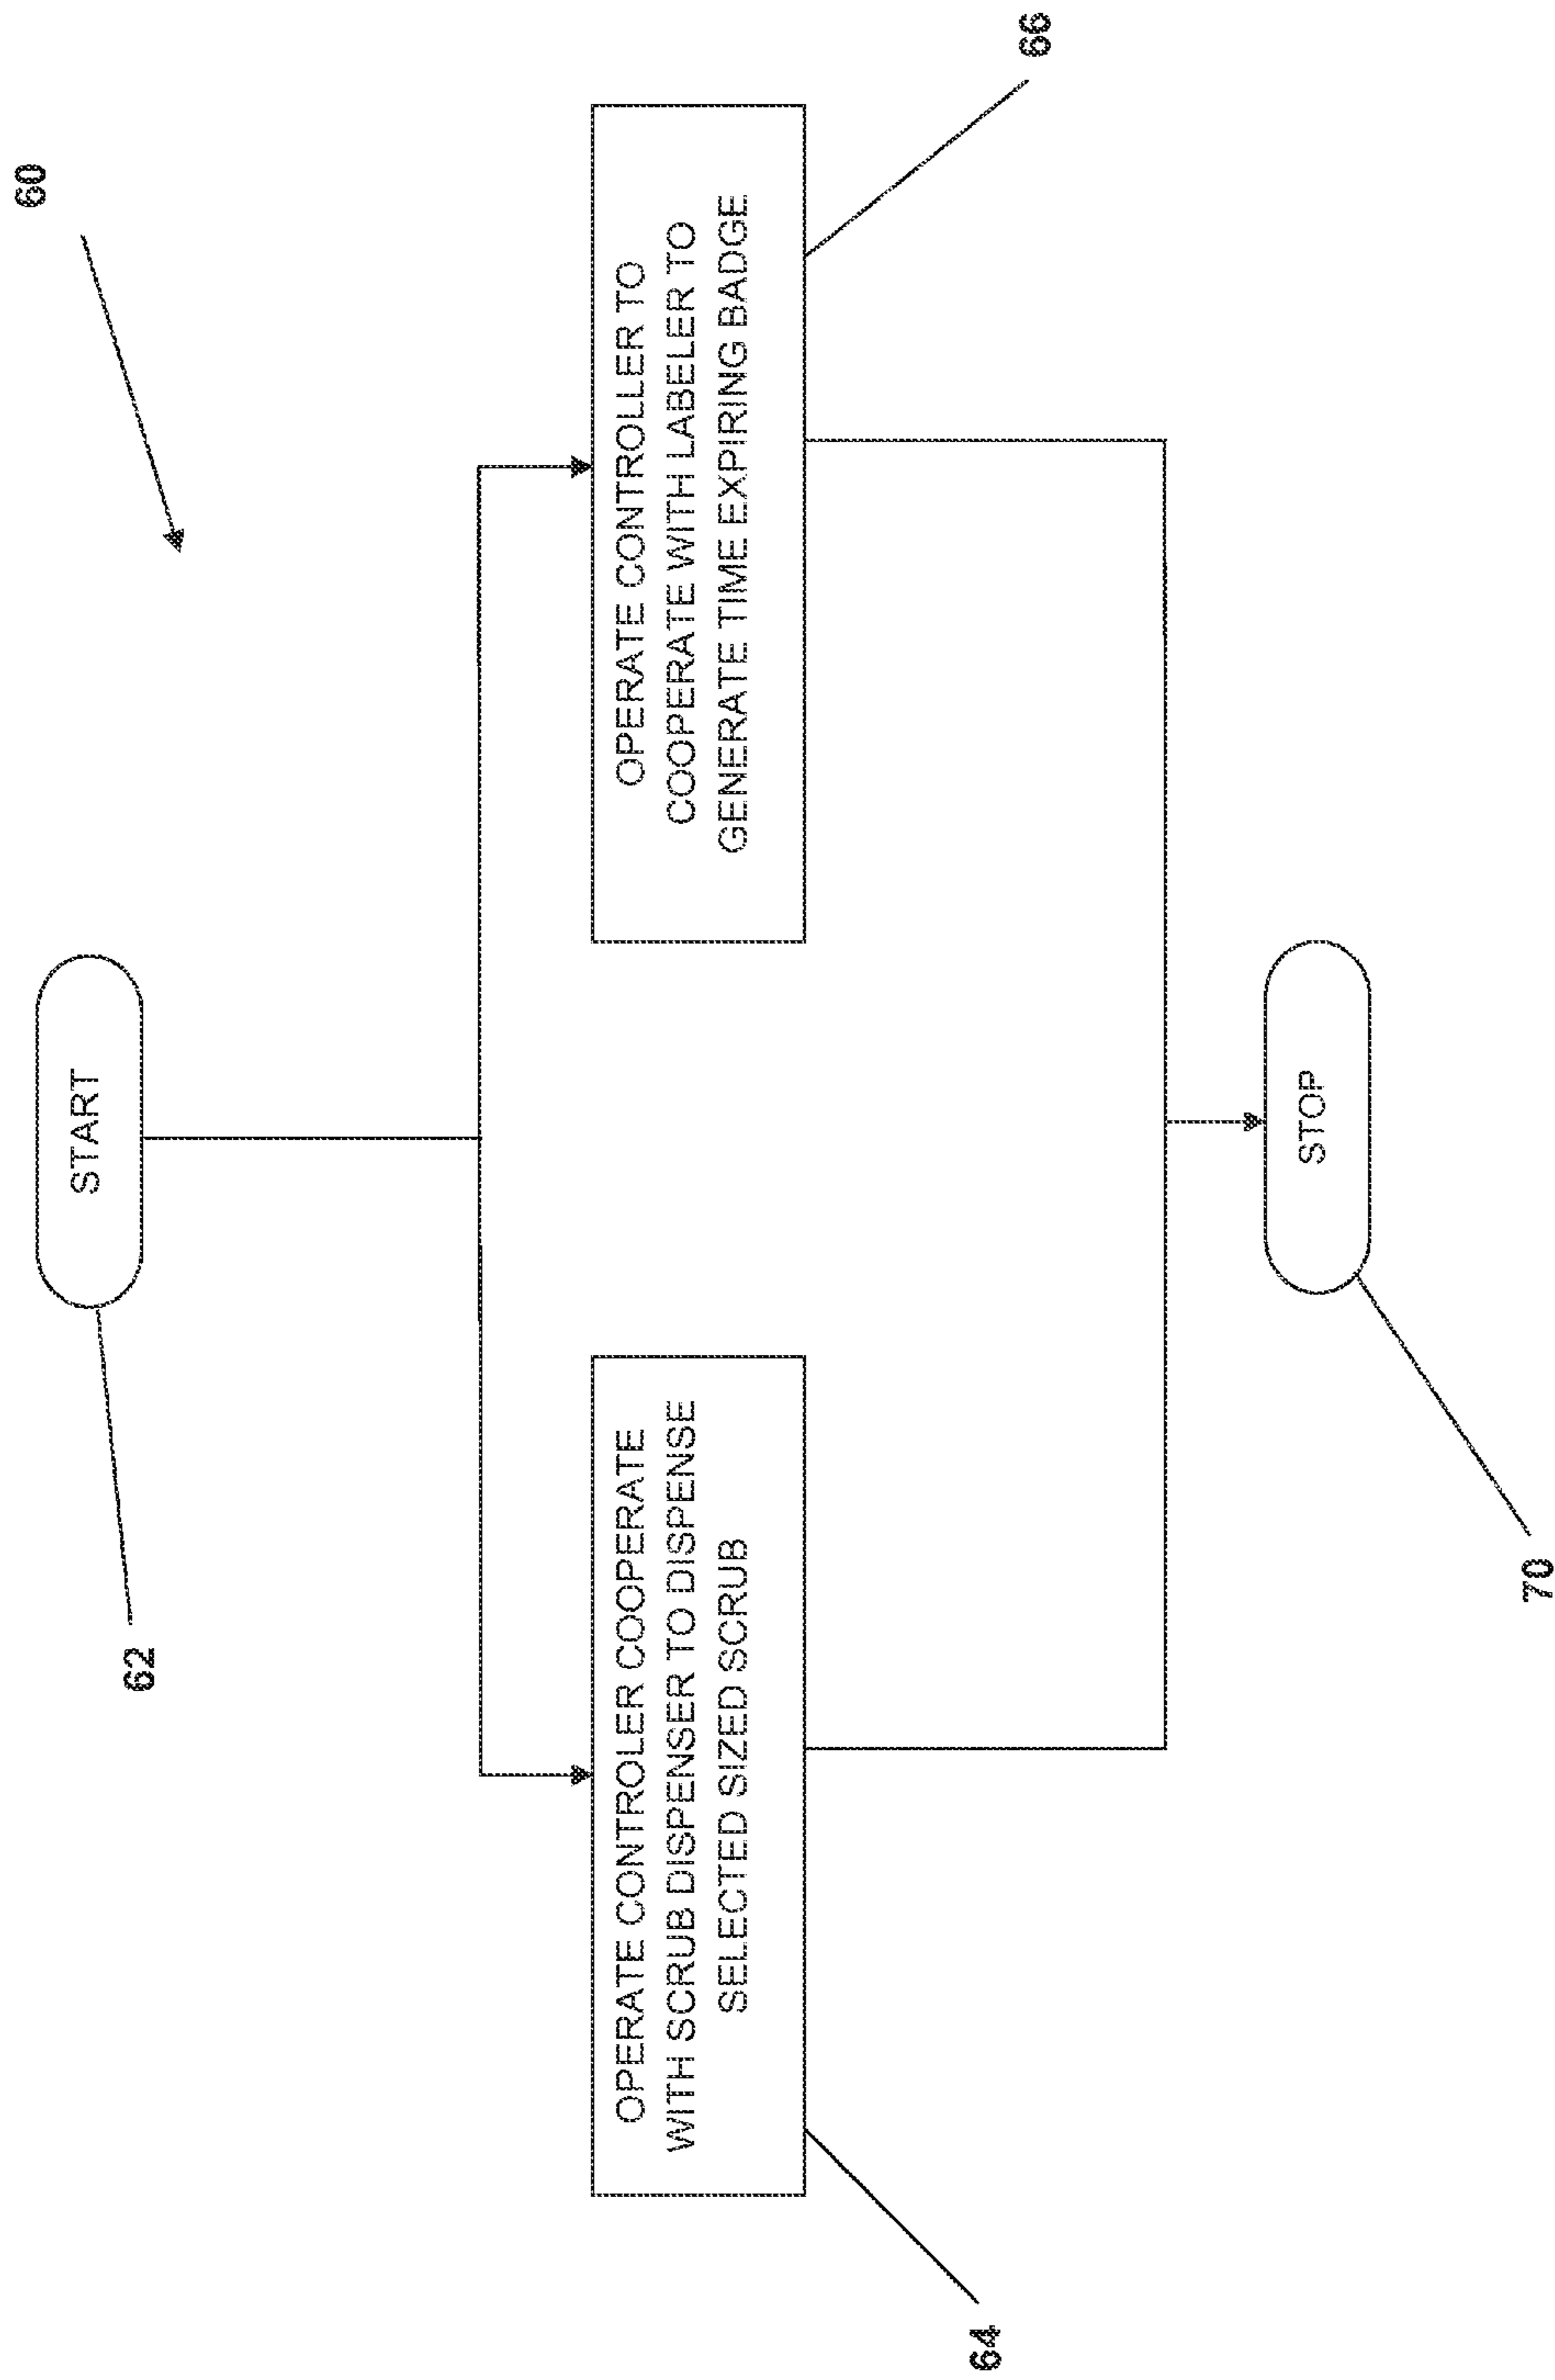 60
START
62
OPERATE CONTROLLER COOPERATE
WITH SCRUB DISPENSER TO DISPENSE
SELECTED SIZED SCRUB
64
OPERATE CONTROLLER TO
COOPERATE WITH LABELER TO
GENERATE TIME EXPIRING BADGE
66
STOP
70